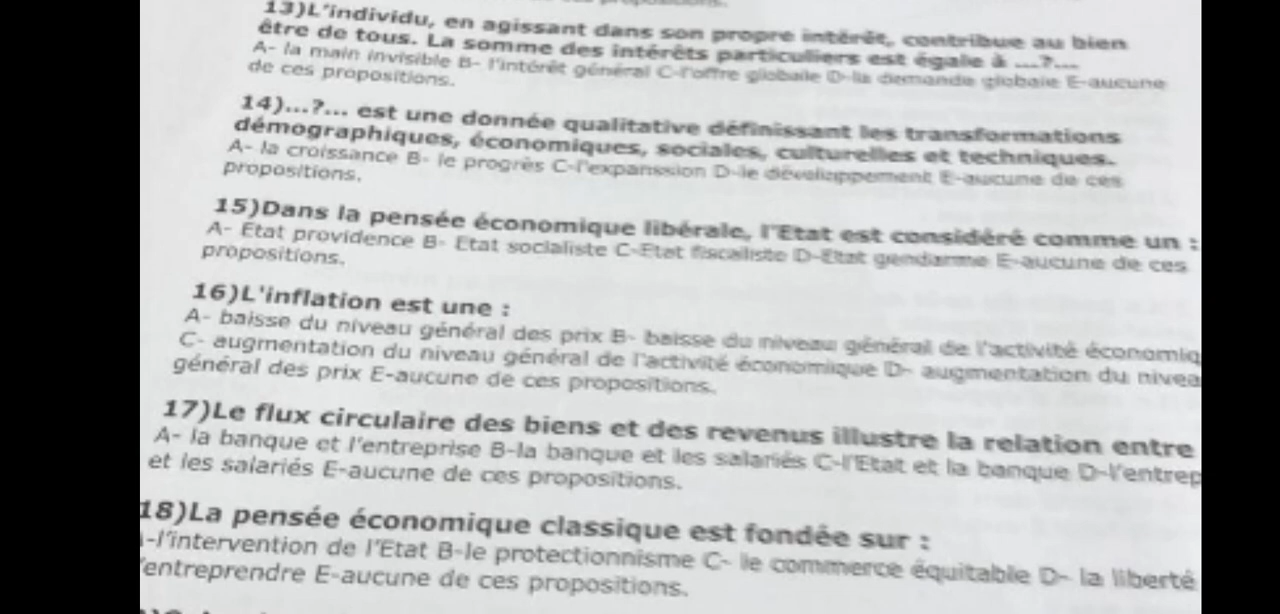 propositions.
13)L'individu, en agissant dans son propre intérêt, contribue au bien
être de tous. La somme des intérêts particuliers est égale à ...?...
A- la main invisible B- l'intérêt général C-l'offre globale D-la demande globale E-aucune
de ces propositions.
14)...?... est une donnée qualitative définissant les transformations
démographiques, économiques, sociales, culturelles et techniques.
A- la croissance B- le progrès C-l'expanssion D-le développement E-aucune de ces
propositions.
15)Dans la pensée économique libérale, l'Etat est considéré comme un :
A- Etat providence B- Etat socialiste C-Etat fiscaliste D-Etat gendarme E-aucune de ces
propositions.
16)L'inflation est une :
A- baisse du niveau général des prix B- baisse du niveau général de l'activité économiq
C- augmentation du niveau général de l'activité économique D- augmentation du nivea
général des prix E-aucune de ces propositions.
17)Le flux circulaire des biens et des revenus illustre la relation entre
A- la banque et l'entreprise B-la banque et les salariés C-l'Etat et la banque D-l'entrep
et les salariés E-aucune de ces propositions.
18)La pensée économique classique est fondée sur :
-l'intervention de l'Etat B-le protectionnisme C- le commerce équitable D- la liberté
'entreprendre E-aucune de ces propositions.